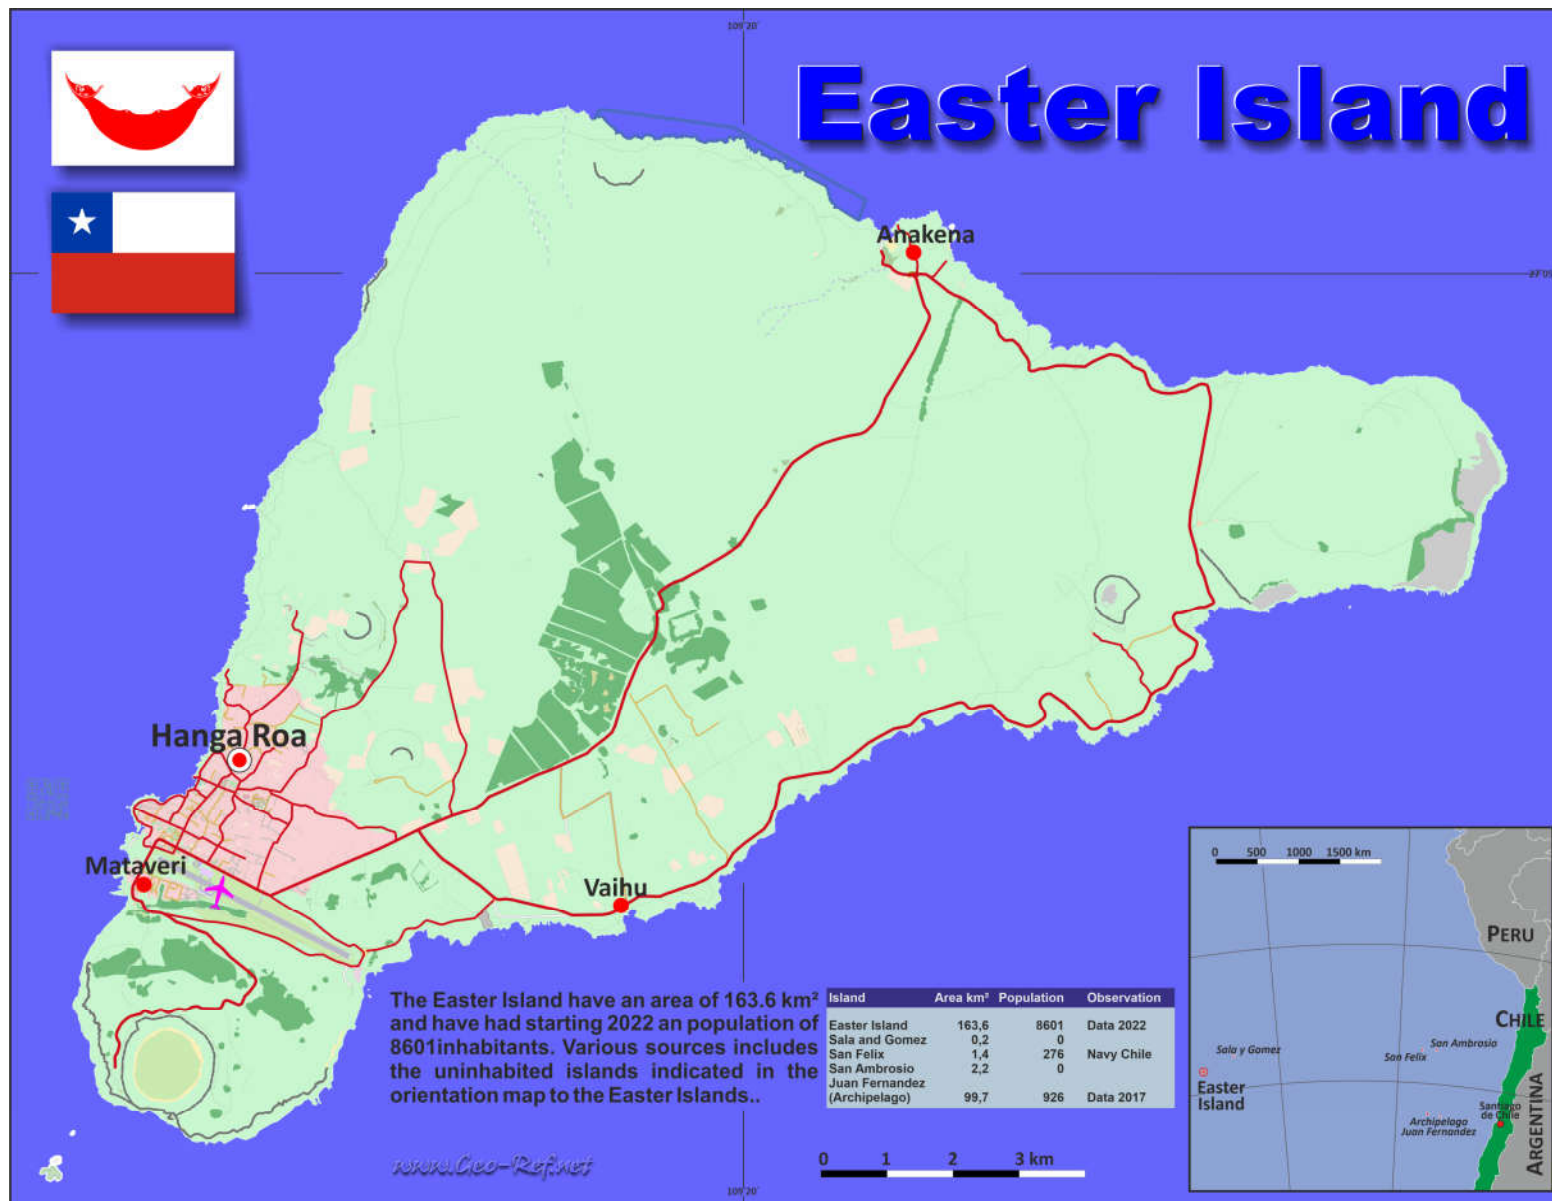 109°20'
Easter Island
Anakena
Hanga Roa
Mataveri
Vaihu
The Easter Island have an area of 163.6 km²
and have had starting 2022 an population of
8601inhabitants. Various sources includes
the uninhabited islands indicated in the
orientation map to the Easter Islands..
Island Area km² Population Observation
Easter Island 163,6 8601 Data 2022
Sala and Gomez 0,2 0
San Felix 1,4 276 Navy Chile
San Ambrosio 2,2 0
Juan Fernandez
(Archipelago) 99,7 926 Data 2017
www.Geo-Ref.net
0 1 2 3 km
109°20'
0 500 1000 1500 km
PERU
CHILE
San Ambrosio
Sala y Gomez
San Felix
Easter
Island
Santiago
de Chile
Archipelago
Juan Fernandez
ARGENTINA